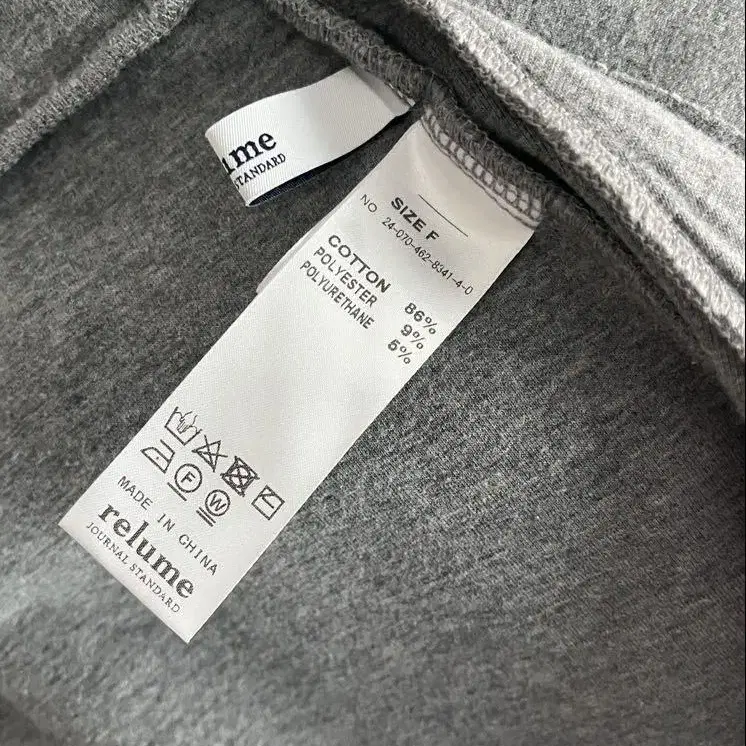 ume
STANDARD
SIZE F
NO 24-070-462-8341-4-0
COTTON 86%
POLYESTER 9%
POLYURETHANE 5%
F W
MADE IN CHINA
relume
JOURNAL STANDARD